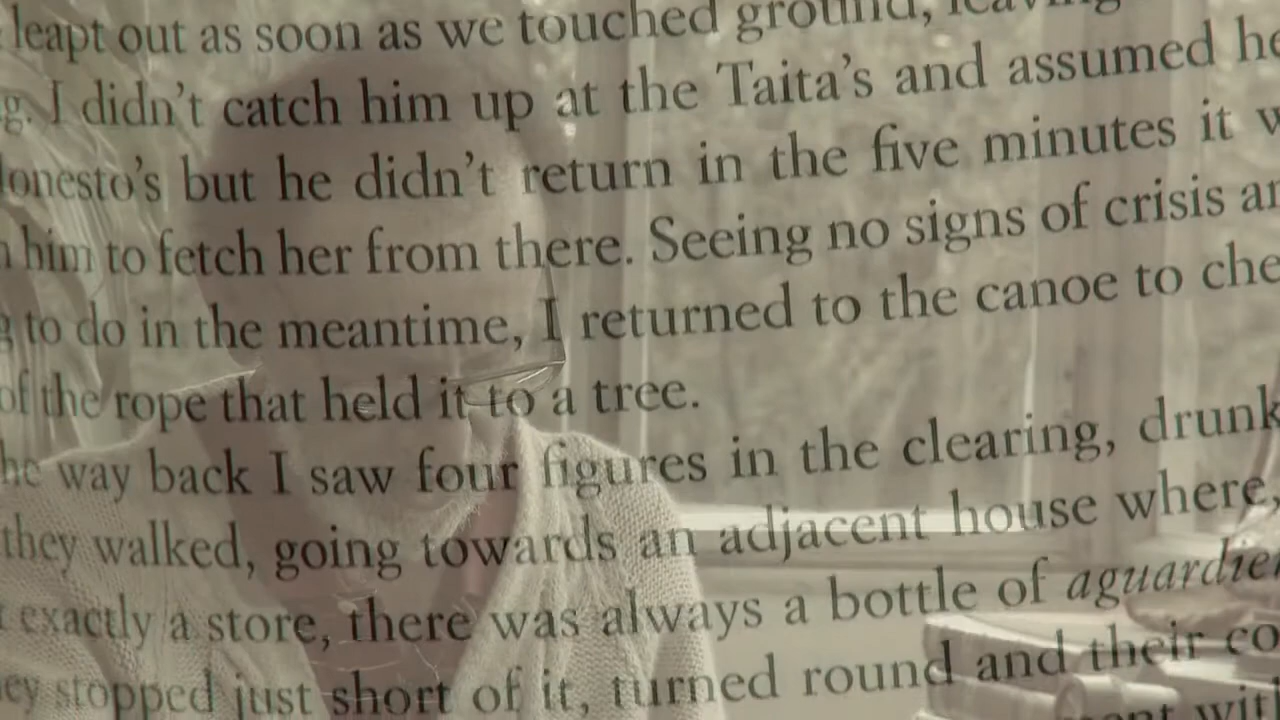 leapt out as soon as we touched ground,
I didn't catch him up at the Taita's and assumed he
but he didn't return in the five minutes it
him to fetch her from there. Seeing no signs of crisis
to do in the meantime, I returned to the canoe to
of the rope that held it to a tree.
way back I saw four figures in the clearing, drunk
they walked, going towards an adjacent house where,
exactly a store, there was always a bottle of
stopped just short of it, turned round and their